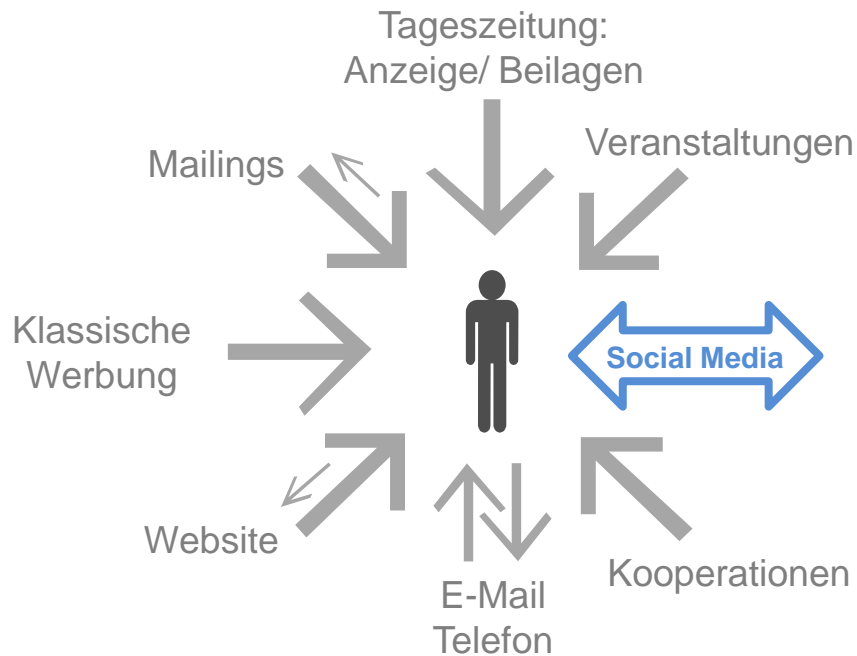 Tageszeitung:
Anzeige/ Beilagen
Mailings
Veranstaltungen
Klassische
Werbung
Social Media
Website
Kooperationen
E-Mail
Telefon